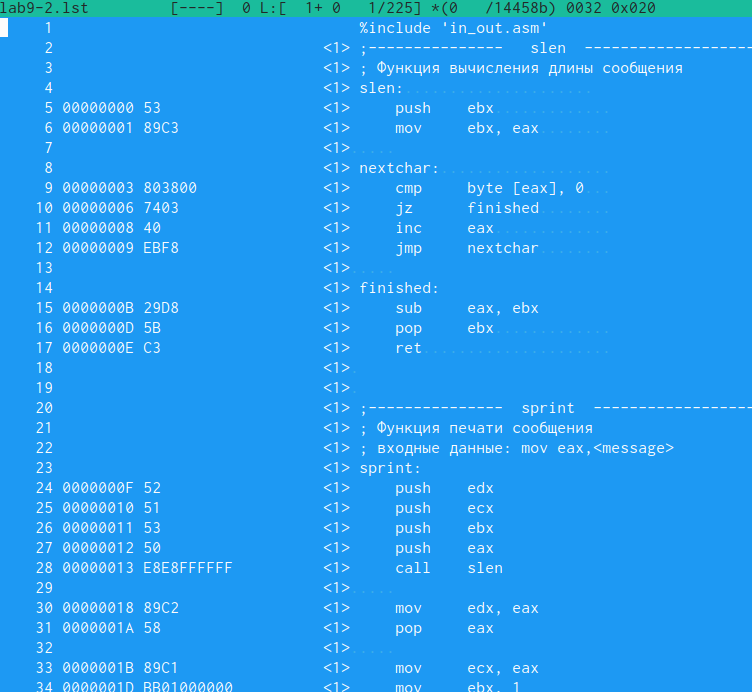 lab9-2.lst         [----]  0 L:[  1+ 0   1/225] *(0   /14458b) 0032 0x020
     1                                  %include 'in_out.asm'
     2                              <1> ;---------------   slen  -------------------
     3                              <1> ; Функция вычисления длины сообщения
     4                              <1> slen:.....................
     5 00000000 53                  <1>     push    ebx.............
     6 00000001 89C3                <1>     mov     ebx, eax........
     7                              <1>.....
     8                              <1> nextchar:...................
     9 00000003 803800              <1>     cmp     byte [eax], 0...
    10 00000006 7403                <1>     jz      finished........
    11 00000008 40                  <1>     inc     eax.............
    12 00000009 EBF8                <1>     jmp     nextchar........
    13                              <1>.....
    14                              <1> finished:
    15 0000000B 29D8                <1>     sub     eax, ebx
    16 0000000D 5B                  <1>     pop     ebx.............
    17 0000000E C3                  <1>     ret.....................
    18                              <1>.
    19                              <1>.
    20                              <1> ;---------------  sprint  ------------------
    21                              <1> ; Функция печати сообщения
    22                              <1> ; входные данные: mov eax,<message>
    23                              <1> sprint:
    24 0000000F 52                  <1>     push    edx
    25 00000010 51                  <1>     push    ecx
    26 00000011 53                  <1>     push    ebx
    27 00000012 50                  <1>     push    eax
    28 00000013 E8E8FFFFFF          <1>     call    slen
    29                              <1>.....
    30 00000018 89C2                <1>     mov     edx, eax
    31 0000001A 58                  <1>     pop     eax
    32                              <1>.....
    33 0000001B 89C1                <1>     mov     ecx, eax
    34 0000001D BB01000000          <1>     mov     ebx, 1